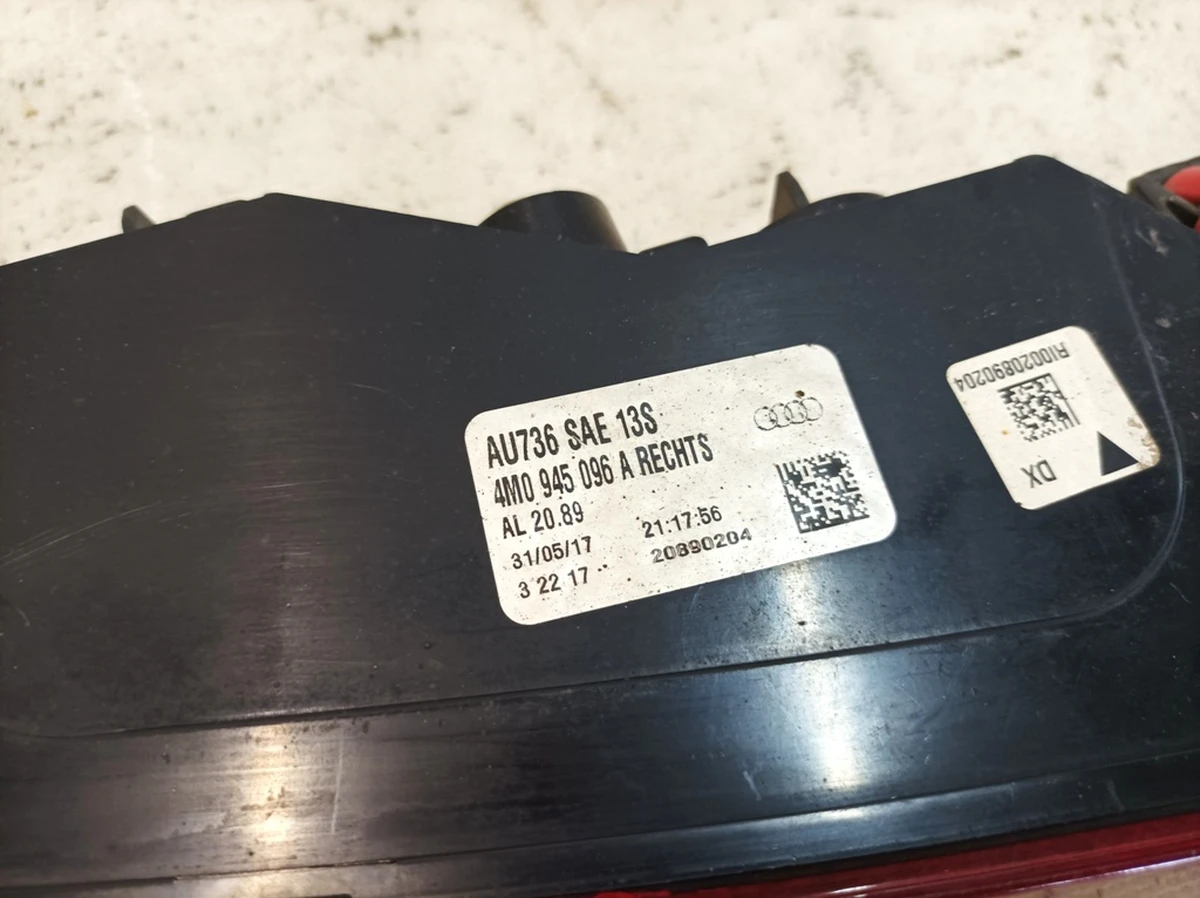 AU736 SAE 13S
4M0 945 096 A RECHTS
AL 20.89
31/05/17 21:17:56
3 22 17 20890204
AI0020890204
DX